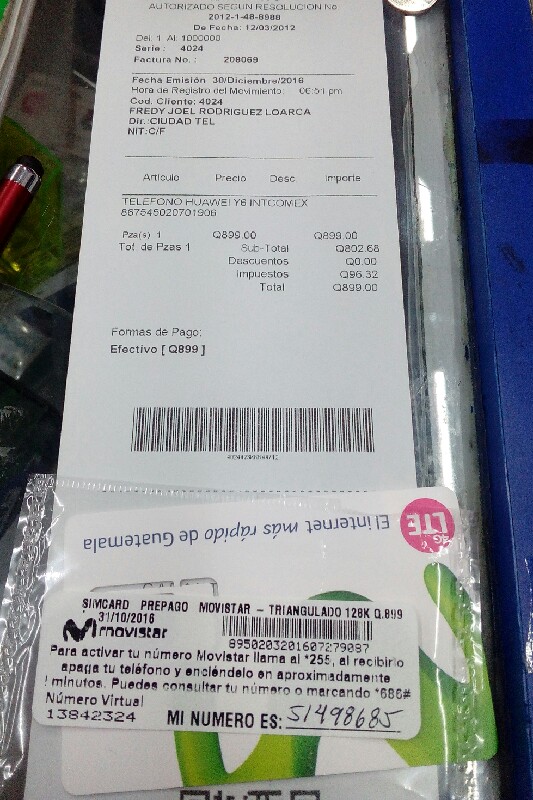 AUTORIZADO SEGUN RESOLUCION No
2012-1-48-8988
De Fecha: 12/03/2012
Del: 1 Al: 1000000
Serie : 4024
Factura No. : 208069
Fecha Emisión 30/Diciembre/2016
Hora de Registro del Movimiento: 06:51 pm
Cod. Cliente: 4024
FREDY JOEL RODRIGUEZ LOARCA
Dir.:CIUDAD TEL
NIT:C/F
Articulo Precio Desc Importe
TELEFONO HUAWEI Y6 INTCOMEX
867545020701906
Pza(s) 1 Q899.00 Q899.00
Tot. de Pzas 1 Sub-Total Q802.68
Descuentos Q0.00
Impuestos Q96.32
Total Q899.00
Formas de Pago:
Efectivo [ Q899 ]
El internet más rápido de Guatemala
4G LTE
SIMCARD PREPAGO MOVISTAR - TRIANGULADO 128K Q.899
31/10/2016
movistar
8950203201607279087
Para activar tu número Movistar llama al *255, al recibirlo
apaga tu teléfono y enciéndelo en aproximadamente
minutos. Puedes consultar tu número o marcando *686#
Número Virtual
13842324 MI NUMERO ES: 51498685